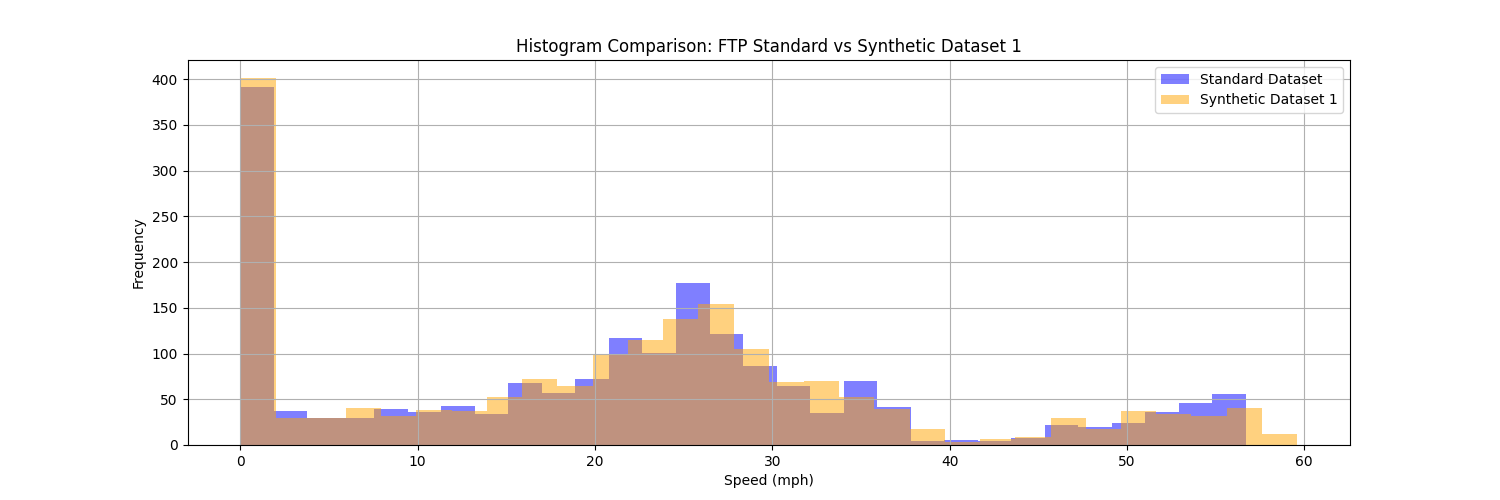 Histogram Comparison: FTP Standard vs Synthetic Dataset 1
Standard Dataset
Synthetic Dataset 1
400
350
300
250
200
150
100
50
0
Frequency
0 10 20 30 40 50 60
Speed (mph)